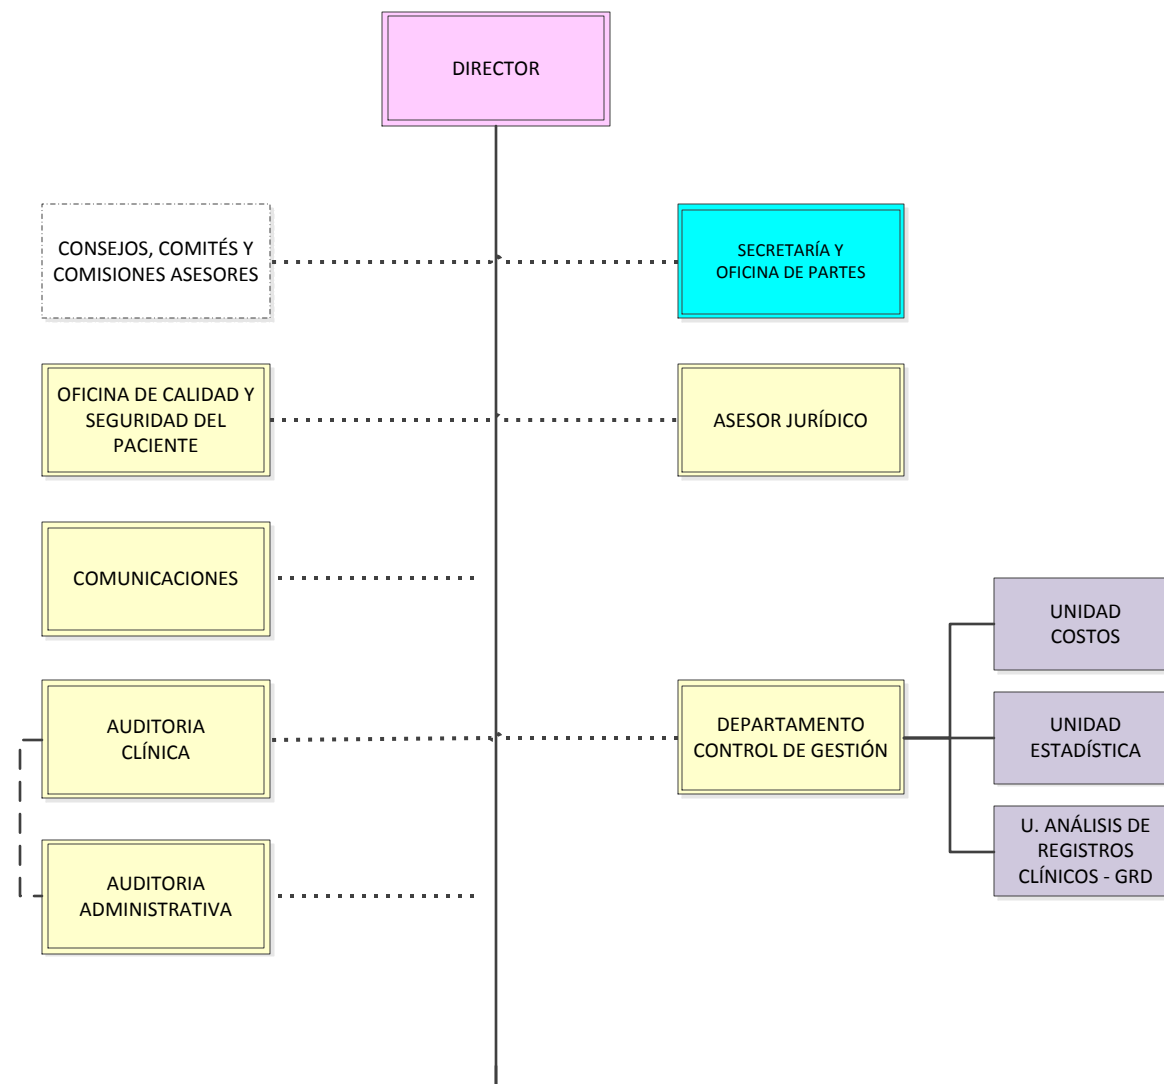 DIRECTOR
CONSEJOS, COMITÉS Y
COMISIONES ASESORES
SECRETARÍA Y
OFICINA DE PARTES
OFICINA DE CALIDAD Y
SEGURIDAD DEL
PACIENTE
ASESOR JURÍDICO
COMUNICACIONES
UNIDAD
COSTOS
AUDITORIA
CLÍNICA
DEPARTAMENTO
CONTROL DE GESTIÓN
UNIDAD
ESTADÍSTICA
U. ANÁLISIS DE
REGISTROS
CLÍNICOS - GRD
AUDITORIA
ADMINISTRATIVA